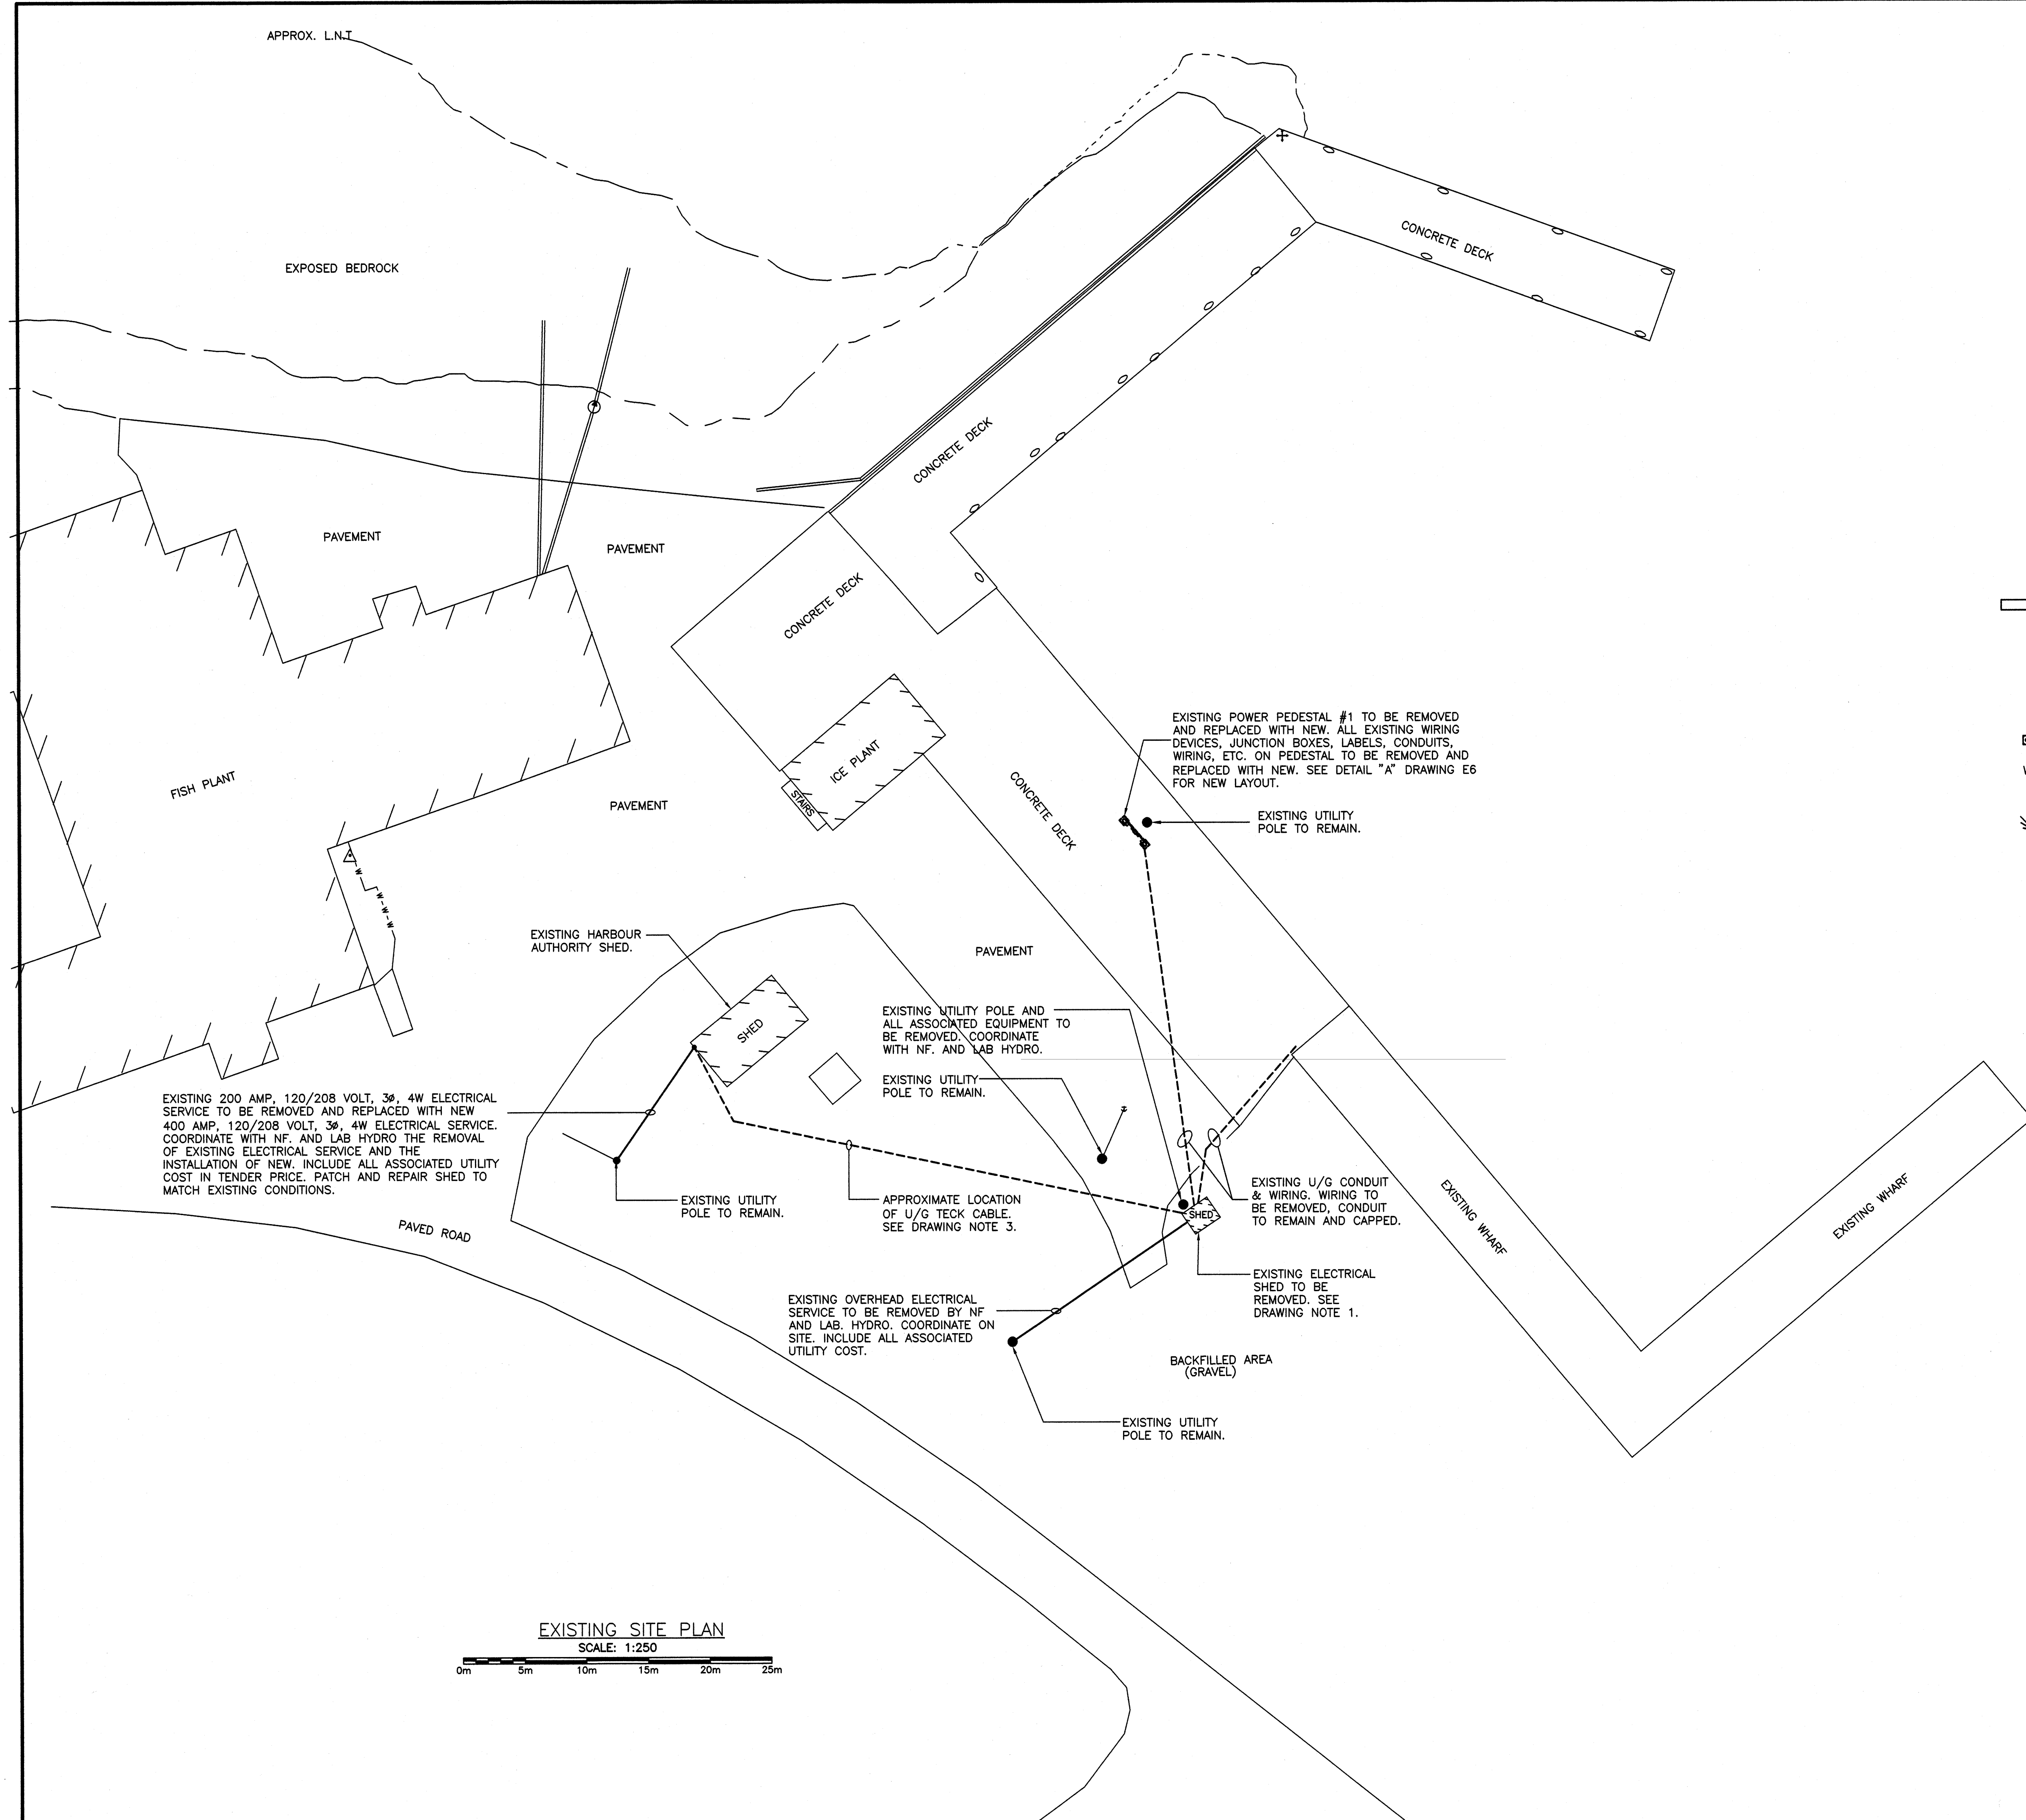 APPROX. L.N.T
EXPOSED BEDROCK
CONCRETE DECK
CONCRETE DECK
PAVEMENT
PAVEMENT
CONCRETE DECK
EXISTING POWER PEDESTAL #1 TO BE REMOVED
AND REPLACED WITH NEW. ALL EXISTING WIRING
DEVICES, JUNCTION BOXES, LABELS, CONDUITS,
WIRING, ETC. ON PEDESTAL TO BE REMOVED AND
REPLACED WITH NEW. SEE DETAIL "A" DRAWING E6
FOR NEW LAYOUT.
ICE PLANT
STAIRS
FISH PLANT
PAVEMENT
CONCRETE DECK
EXISTING UTILITY
POLE TO REMAIN.
W
W-W-W
EXISTING HARBOUR
AUTHORITY SHED.
PAVEMENT
SHED
EXISTING UTILITY POLE AND
ALL ASSOCIATED EQUIPMENT TO
BE REMOVED. COORDINATE
WITH NF. AND LAB HYDRO.
EXISTING UTILITY
POLE TO REMAIN.
EXISTING 200 AMP, 120/208 VOLT, 3ø, 4W ELECTRICAL
SERVICE TO BE REMOVED AND REPLACED WITH NEW
400 AMP, 120/208 VOLT, 3ø, 4W ELECTRICAL SERVICE.
COORDINATE WITH NF. AND LAB HYDRO THE REMOVAL
OF EXISTING ELECTRICAL SERVICE AND THE
INSTALLATION OF NEW. INCLUDE ALL ASSOCIATED UTILITY
COST IN TENDER PRICE. PATCH AND REPAIR SHED TO
MATCH EXISTING CONDITIONS.
EXISTING UTILITY
POLE TO REMAIN.
APPROXIMATE LOCATION
OF U/G TECK CABLE.
SEE DRAWING NOTE 3.
SHED
EXISTING U/G CONDUIT
& WIRING. WIRING TO
BE REMOVED, CONDUIT
TO REMAIN AND CAPPED.
EXISTING WHARF
EXISTING WHARF
PAVED ROAD
EXISTING ELECTRICAL
SHED TO BE
REMOVED. SEE
DRAWING NOTE 1.
EXISTING OVERHEAD ELECTRICAL
SERVICE TO BE REMOVED BY NF
AND LAB. HYDRO. COORDINATE ON
SITE. INCLUDE ALL ASSOCIATED
UTILITY COST.
BACKFILLED AREA
(GRAVEL)
EXISTING UTILITY
POLE TO REMAIN.
EXISTING SITE PLAN
SCALE: 1:250
0m 5m 10m 15m 20m 25m